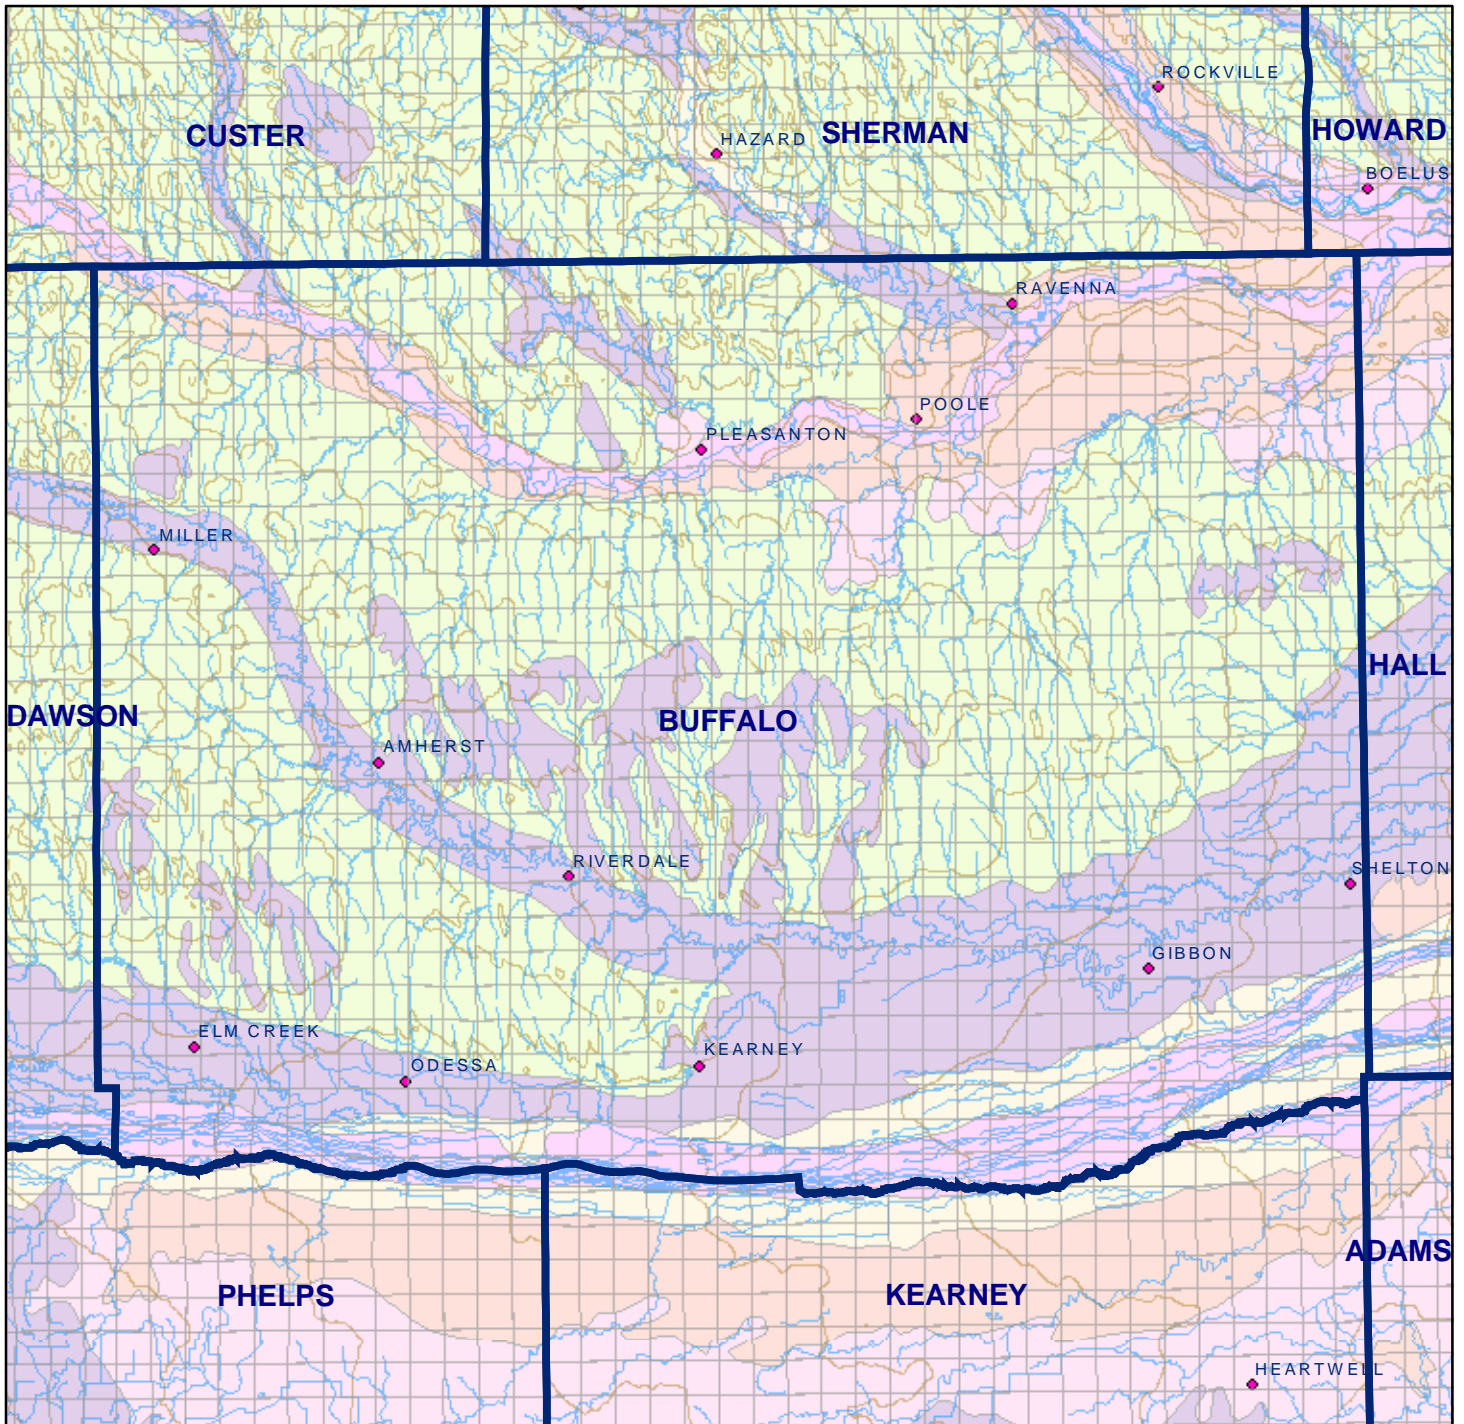 ROCKVILLE
CUSTER
HAZARD
SHERMAN
HOWARD
BOELUS
RAVENNA
POOLE
PLEASANTON
MILLER
HALL
DAWSON
BUFFALO
AMHERST
RIVERDALE
SHELTON
GIBBON
ELM CREEK
KEARNEY
ODESSA
ADAMS
PHELPS
KEARNEY
HEARTWELL